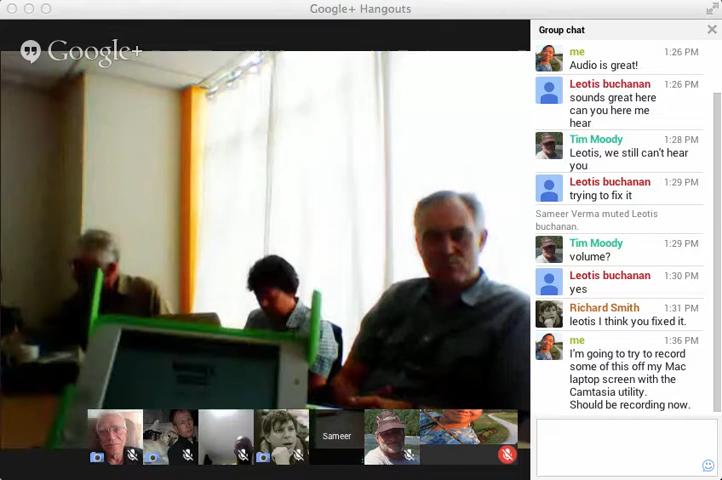 Google+ Hangouts
Google+
Group chat
me 1:26 PM
Audio is great!
Leotis buchanan 1:26 PM
sounds great here
can you here me
hear
Tim Moody 1:28 PM
Leotis, we still can't hear
you
Leotis buchanan 1:29 PM
trying to fix it
Sameer Verma muted Leotis
buchanan.
Tim Moody 1:29 PM
volume?
Leotis buchanan 1:30 PM
yes
Richard Smith 1:31 PM
leotis I think you fixed it.
me 1:36 PM
I'm going to try to record
some of this off my Mac
laptop screen with the
Camtasia utility.
Should be recording now.
Sameer